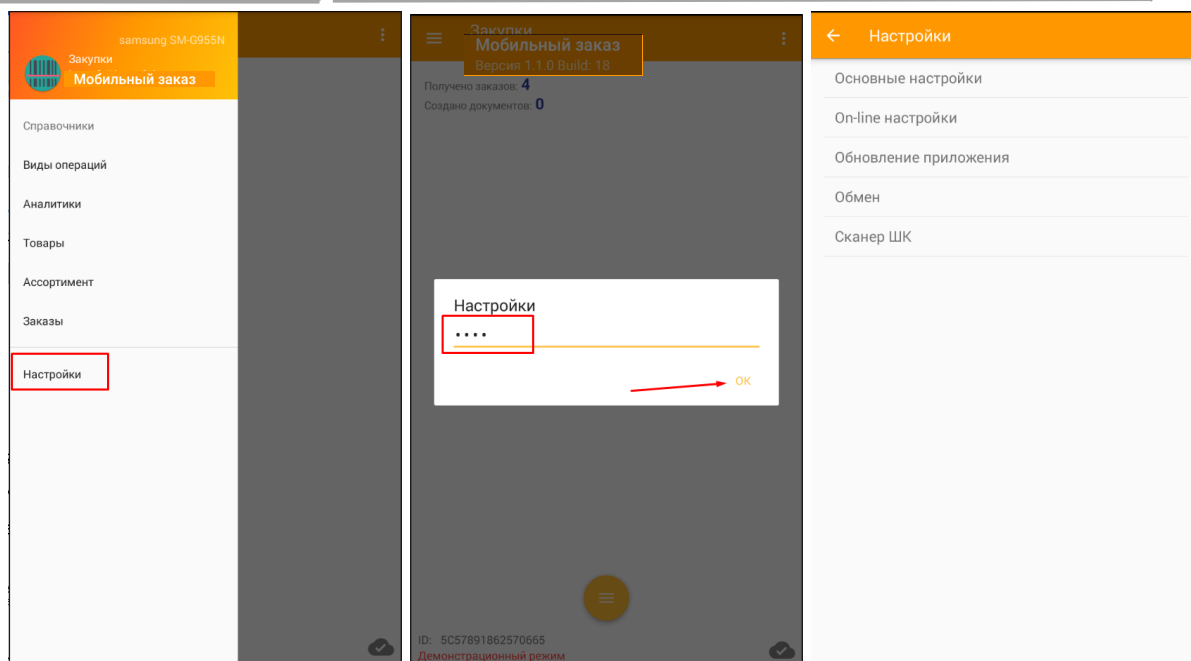 samsung SM-G955N
Закупки
Мобильный заказ
Справочники
Виды операций
Аналитики
Товары
Ассортимент
Заказы
Настройки
Закупки
Мобильный заказ
Версия 1.1.0 Build: 18
Получено заказов: 4
Создано документов: 0
Настройки
••••
ОК
ID: 5C57891862570665
Демонстрационный режим
Настройки
Основные настройки
On-line настройки
Обновление приложения
Обмен
Сканер ШК